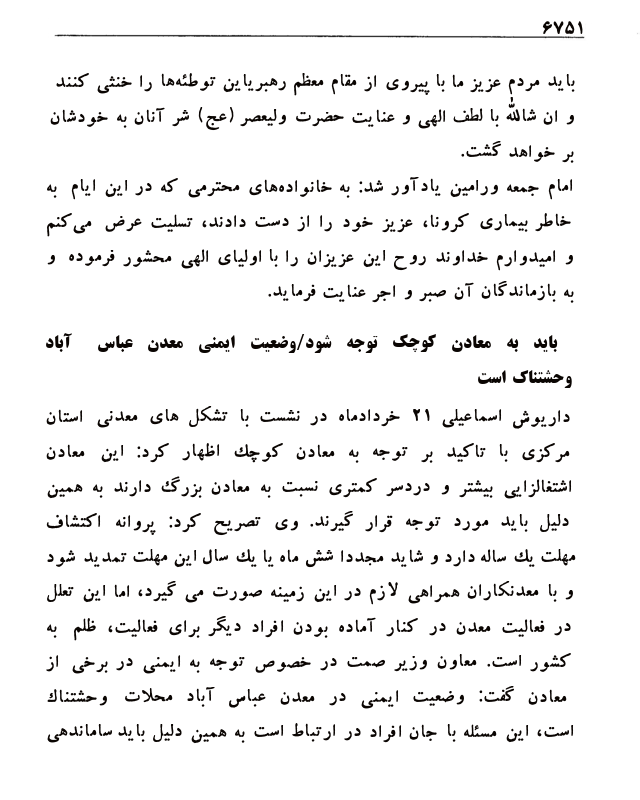 ۶۷۵۱
باید مردم عزیز ما با پیروی از مقام معظم رهبریاین توطئه‌ها را خنثی کنند
و ان شالله با لطف الهی و عنایت حضرت ولیعصر (عج) شر آنان به خودشان
بر خواهد گشت.
امام جمعه ورامین یادآور شد: به خانواده‌های محترمی که در این ایام به
خاطر بیماری کرونا، عزیز خود را از دست دادند، تسلیت عرض می‌کنم
و امیدوارم خداوند روح این عزیزان را با اولیای الهی محشور فرموده و
به بازماندگان آن صبر و اجر عنایت فرماید.
باید به معادن کوچک توجه شود/وضعیت ایمنی معدن عباس آباد
وحشتناک است
داریوش اسماعیلی ۲۱ خردادماه در نشست با تشکل های معدنی استان
مرکزی با تاکید بر توجه به معادن کوچك اظهار کرد: این معادن
اشتغالزایی بیشتر و دردسر کمتری نسبت به معادن بزرگ دارند به همین
دلیل باید مورد توجه قرار گیرند. وی تصریح کرد: پروانه اکتشاف
مهلت یك ساله دارد و شاید مجددا شش ماه یا یك سال این مهلت تمدید شود
و با معدنکاران همراهی لازم در این زمینه صورت می گیرد، اما این تعلل
در فعالیت معدن در کنار آماده بودن افراد دیگر برای فعالیت، ظلم به
کشور است. معاون وزیر صمت در خصوص توجه به ایمنی در برخی از
معادن گفت: وضعیت ایمنی در معدن عباس آباد محلات وحشتناك
است، این مسئله با جان افراد در ارتباط است به همین دلیل باید ساماندهی